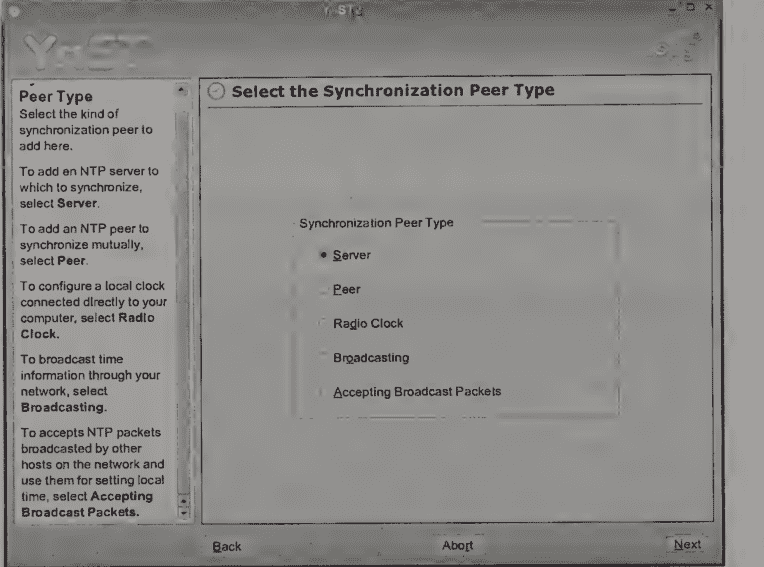 YaST2
YaST
Peer Type
Select the kind of
synchronization peer to
add here.
To add en NTP server to
which to synchronize,
select Server.
To add an NTP peer to
synchronize mutually,
select Peer.
To configure a local clock
connected directly to your
computer, select Radio
Clock.
To broadcast time
information through your
network, select
Broadcasting.
To accepts NTP packets
broadcasted by other
hosts on the network and
use them for setting local
time, select Accepting
Broadcast Packets.
Select the Synchronization Peer Type
Synchronization Peer Type
Server
Peer
Radio Clock
Broadcasting
Accepting Broadcast Packets
Back
Abort
Next